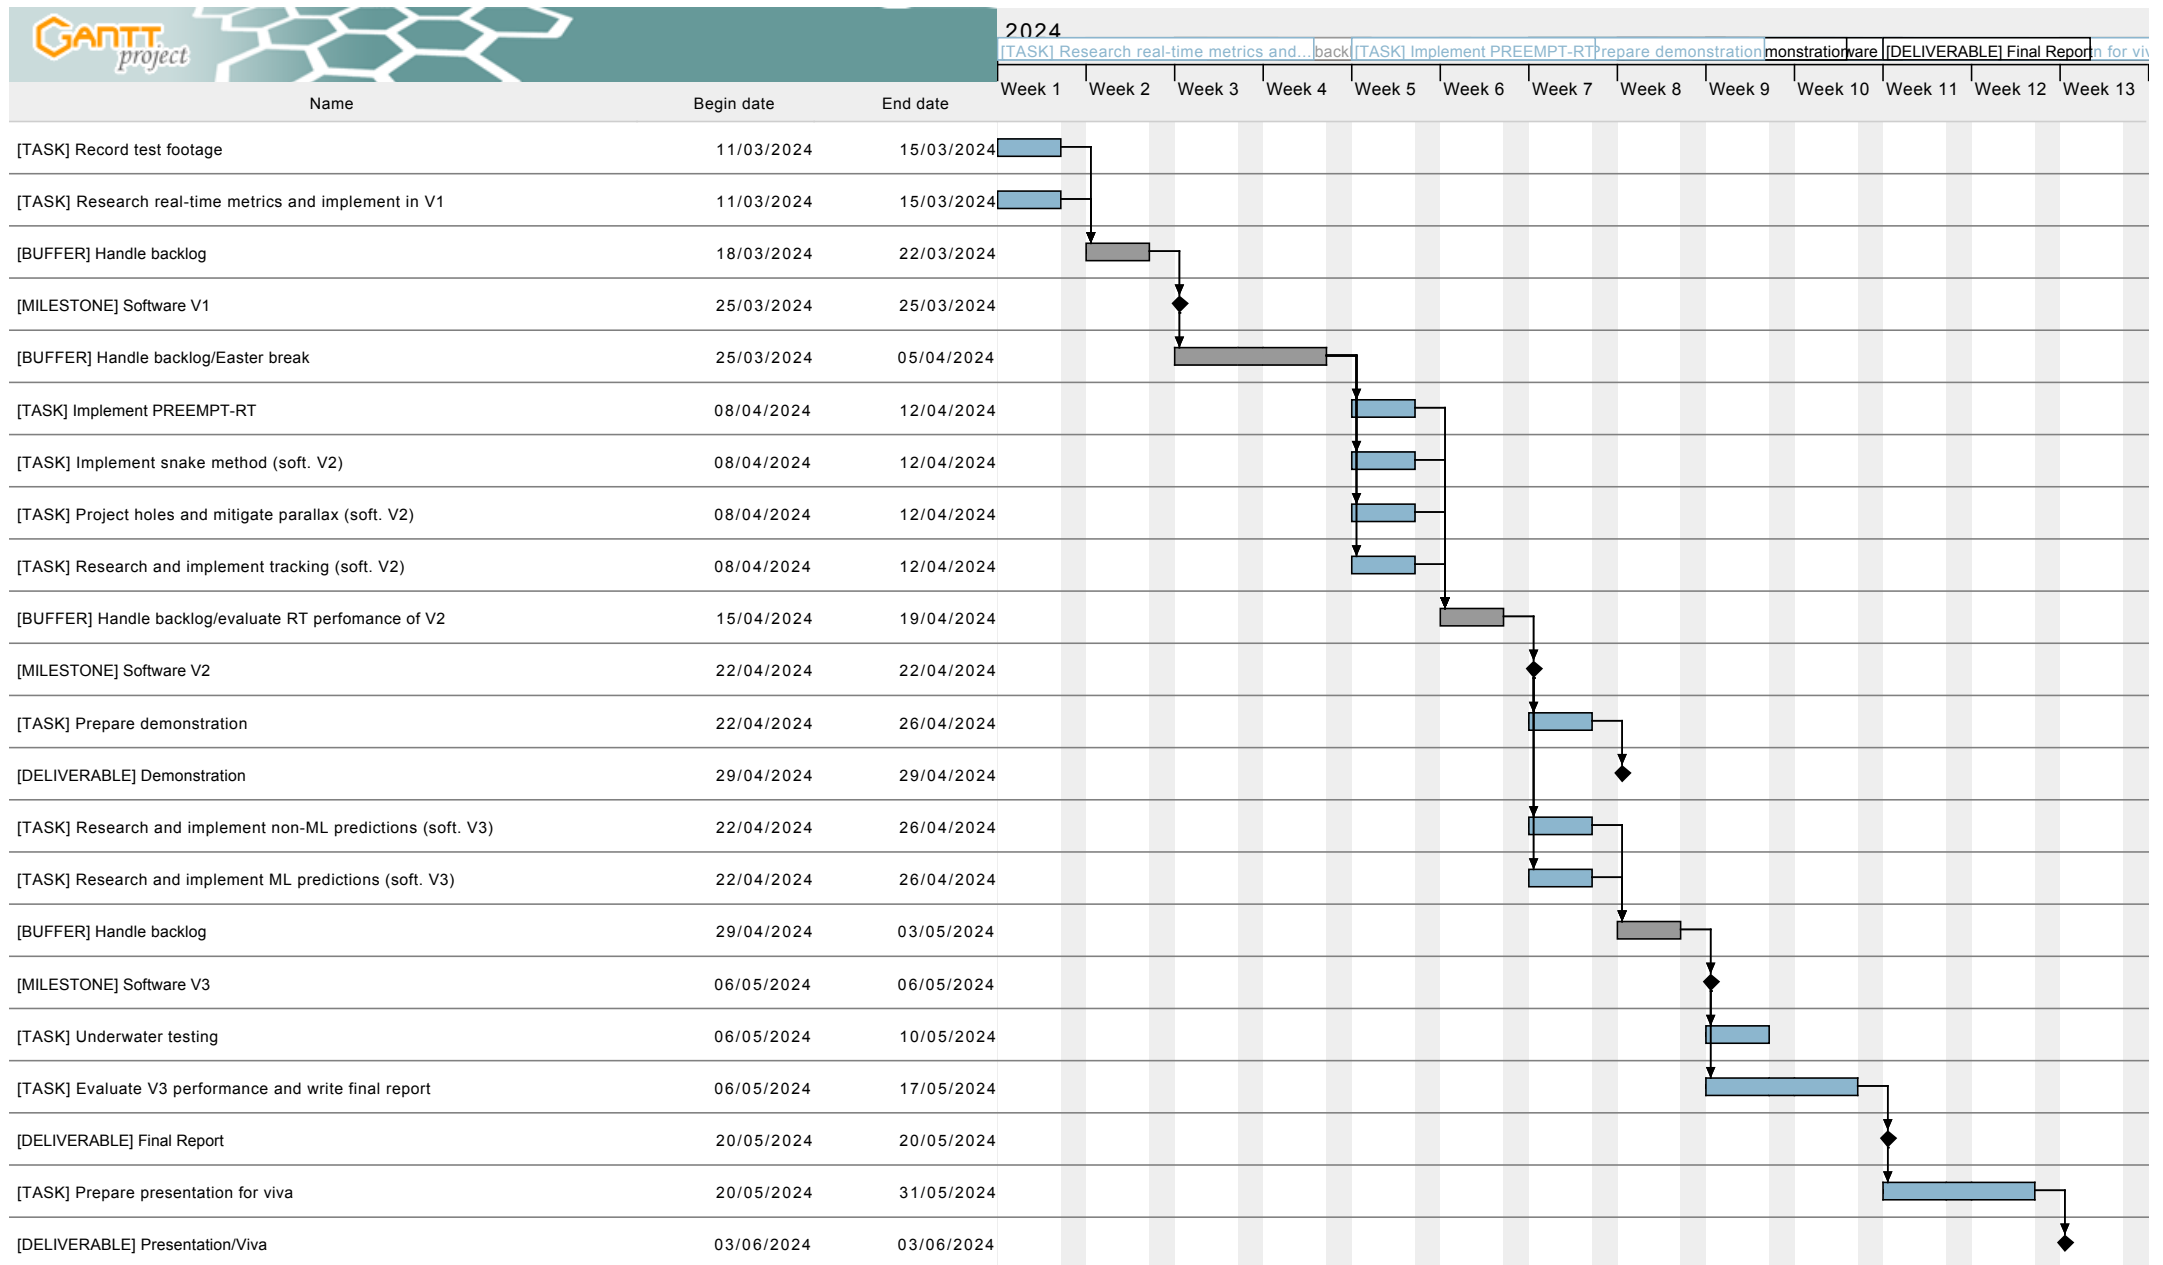 GANTT
project
2024
[TASK] Research real-time metrics and... back [TASK] Implement PREEMPT-RT Prepare demonstration monstration ware [DELIVERABLE] Final Report n for viv
Week 1 Week 2 Week 3 Week 4 Week 5 Week 6 Week 7 Week 8 Week 9 Week 10 Week 11 Week 12 Week 13
Name Begin date End date
[TASK] Record test footage 11/03/2024 15/03/2024
[TASK] Research real-time metrics and implement in V1 11/03/2024 15/03/2024
[BUFFER] Handle backlog 18/03/2024 22/03/2024
[MILESTONE] Software V1 25/03/2024 25/03/2024
[BUFFER] Handle backlog/Easter break 25/03/2024 05/04/2024
[TASK] Implement PREEMPT-RT 08/04/2024 12/04/2024
[TASK] Implement snake method (soft. V2) 08/04/2024 12/04/2024
[TASK] Project holes and mitigate parallax (soft. V2) 08/04/2024 12/04/2024
[TASK] Research and implement tracking (soft. V2) 08/04/2024 12/04/2024
[BUFFER] Handle backlog/evaluate RT perfomance of V2 15/04/2024 19/04/2024
[MILESTONE] Software V2 22/04/2024 22/04/2024
[TASK] Prepare demonstration 22/04/2024 26/04/2024
[DELIVERABLE] Demonstration 29/04/2024 29/04/2024
[TASK] Research and implement non-ML predictions (soft. V3) 22/04/2024 26/04/2024
[TASK] Research and implement ML predictions (soft. V3) 22/04/2024 26/04/2024
[BUFFER] Handle backlog 29/04/2024 03/05/2024
[MILESTONE] Software V3 06/05/2024 06/05/2024
[TASK] Underwater testing 06/05/2024 10/05/2024
[TASK] Evaluate V3 performance and write final report 06/05/2024 17/05/2024
[DELIVERABLE] Final Report 20/05/2024 20/05/2024
[TASK] Prepare presentation for viva 20/05/2024 31/05/2024
[DELIVERABLE] Presentation/Viva 03/06/2024 03/06/2024